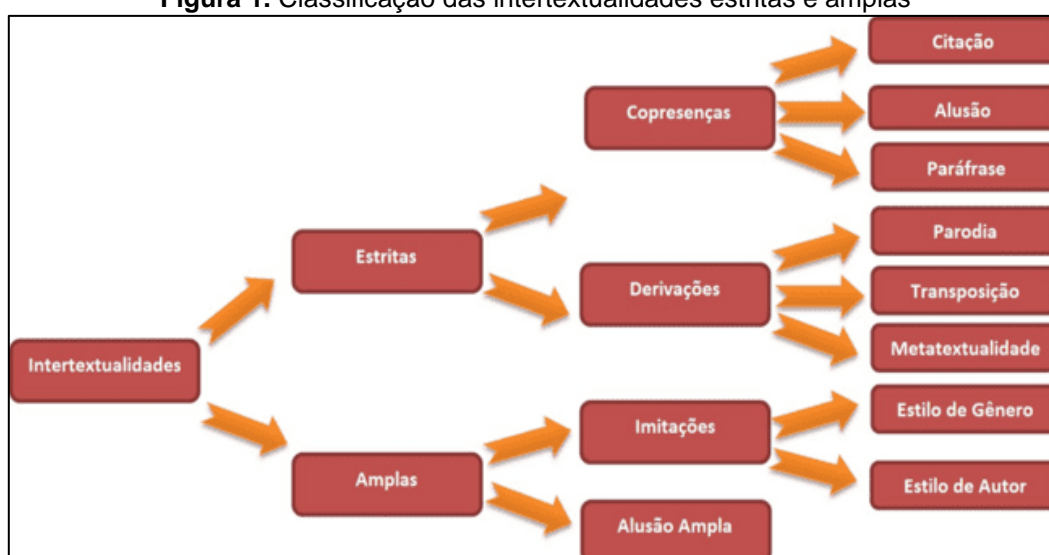 Figura 1. Classificação das intertextualidades estritas e amplas
Citação
Copresenças
Alusão
Paráfrase
Estritas
Parodia
Derivações
Transposição
Intertextualidades
Metatextualidade
Imitações
Estilo de Gênero
Amplas
Estilo de Autor
Alusão Ampla